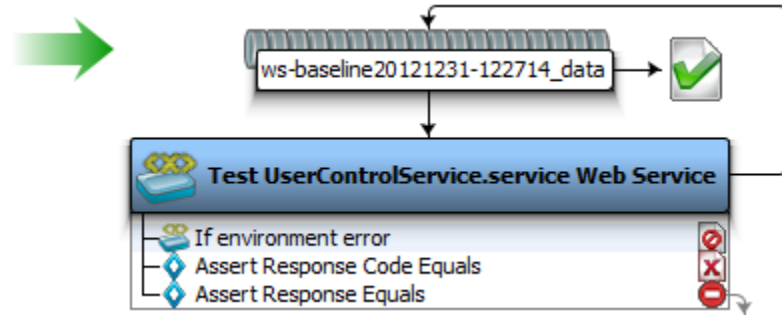 ws-baseline20121231-122714_data
Test UserControlService.service Web Service
If environment error
Assert Response Code Equals
Assert Response Equals